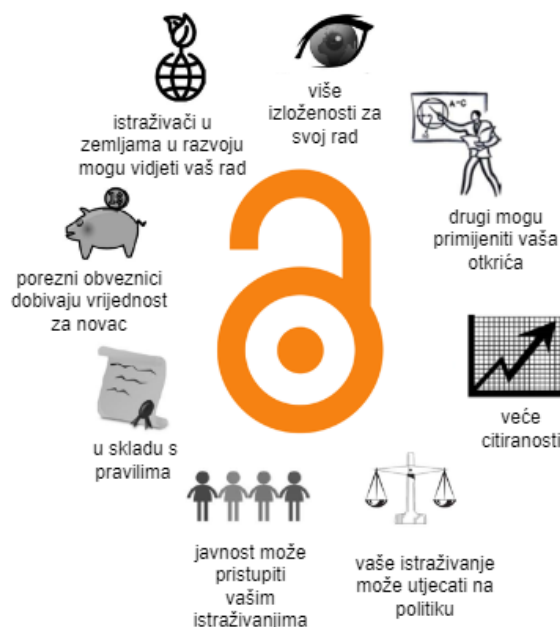 više
izloženosti za
svoj rad
A=C
drugi mogu
primijeniti vaša
otkrića
veće
citiranosti
vaše istraživanje
može utjecati na
politiku
javnost može
pristupiti
vašim
istraživanjima
u skladu s
pravilima
porezni obveznici
dobivaju vrijednost
za novac
istraživači u
zemljama u razvoju
mogu vidjeti vaš rad